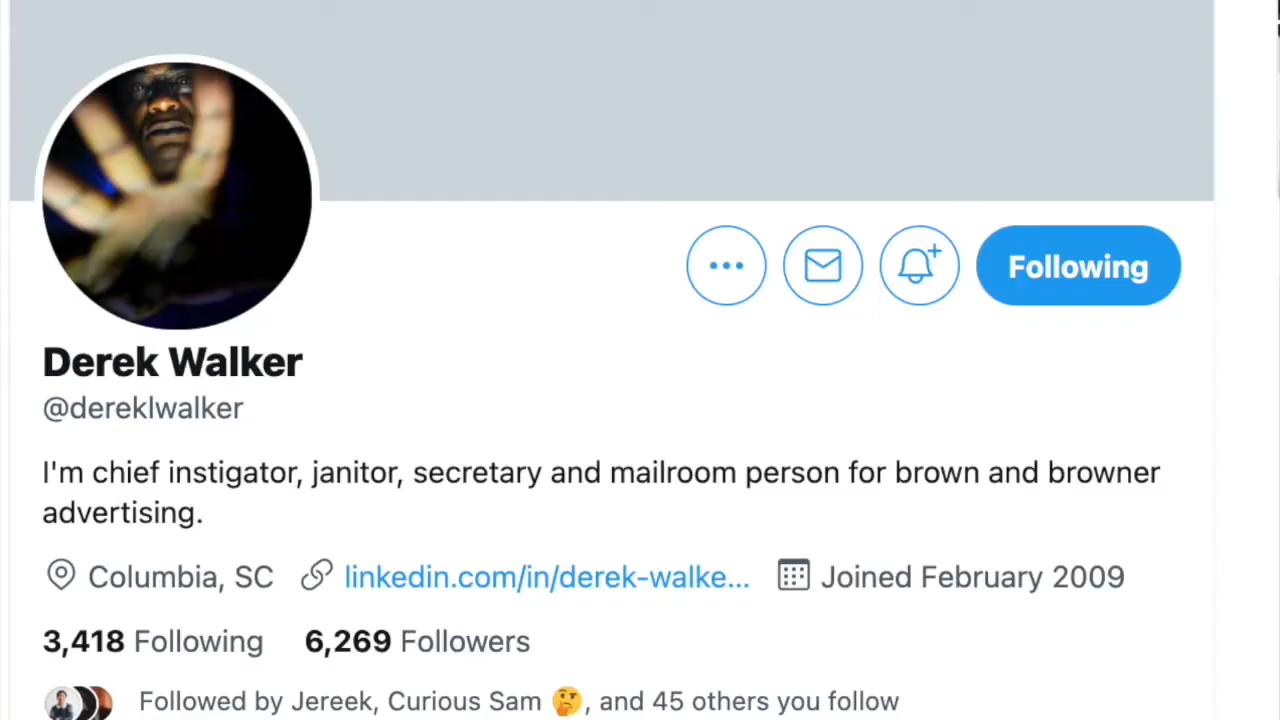 Following
Derek Walker
@dereklwalker
I'm chief instigator, janitor, secretary and mailroom person for brown and browner
advertising.
Columbia, SC linkedin.com/in/derek-walke... Joined February 2009
3,418 Following 6,269 Followers
Followed by Jereek, Curious Sam 🤔, and 45 others you follow